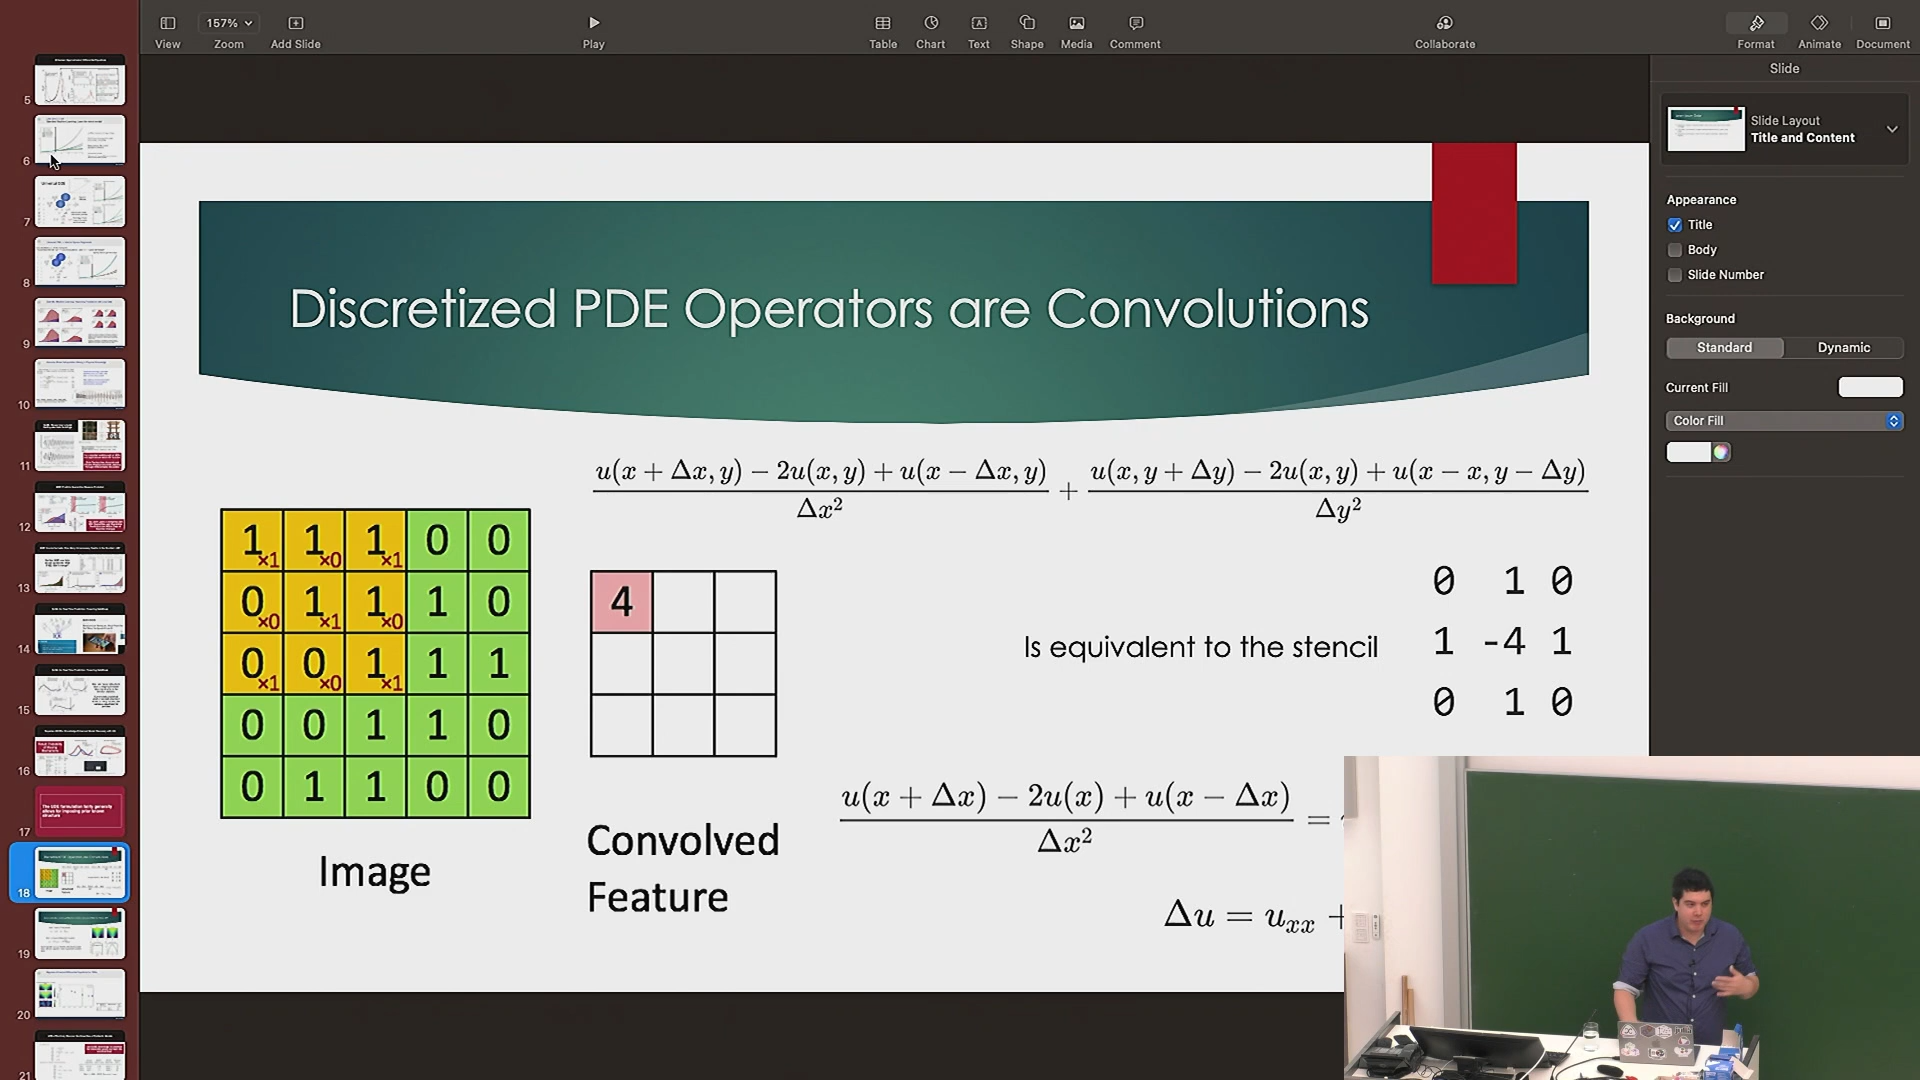 View
157%
Zoom
Add Slide
Play
Table
Chart
Text
Shape
Media
Comment
Collaborate
Format
Animate
Document
Slide
Slide Layout
Title and Content
Appearance
Title
Body
Slide Number
Background
Standard
Dynamic
Current Fill
Color Fill
5
6
7
8
9
10
11
12
13
14
15
16
17
18
19
20
21
Discretized PDE Operators are Convolutions
u(x + Δx, y) − 2u(x, y) + u(x − Δx, y)
Δx²
+
u(x, y + Δy) − 2u(x, y) + u(x − x, y − Δy)
Δy²
1×1 1×0 1×1 0 0
0×0 1×1 1×0 1 0
0×1 0×0 1×1 1 1
0 0 1 1 0
0 1 1 0 0
Image
4
Convolved
Feature
Is equivalent to the stencil
0 1 0
1 -4 1
0 1 0
u(x + Δx) − 2u(x) + u(x − Δx)
Δx²
=
Δu = uₓₓ +